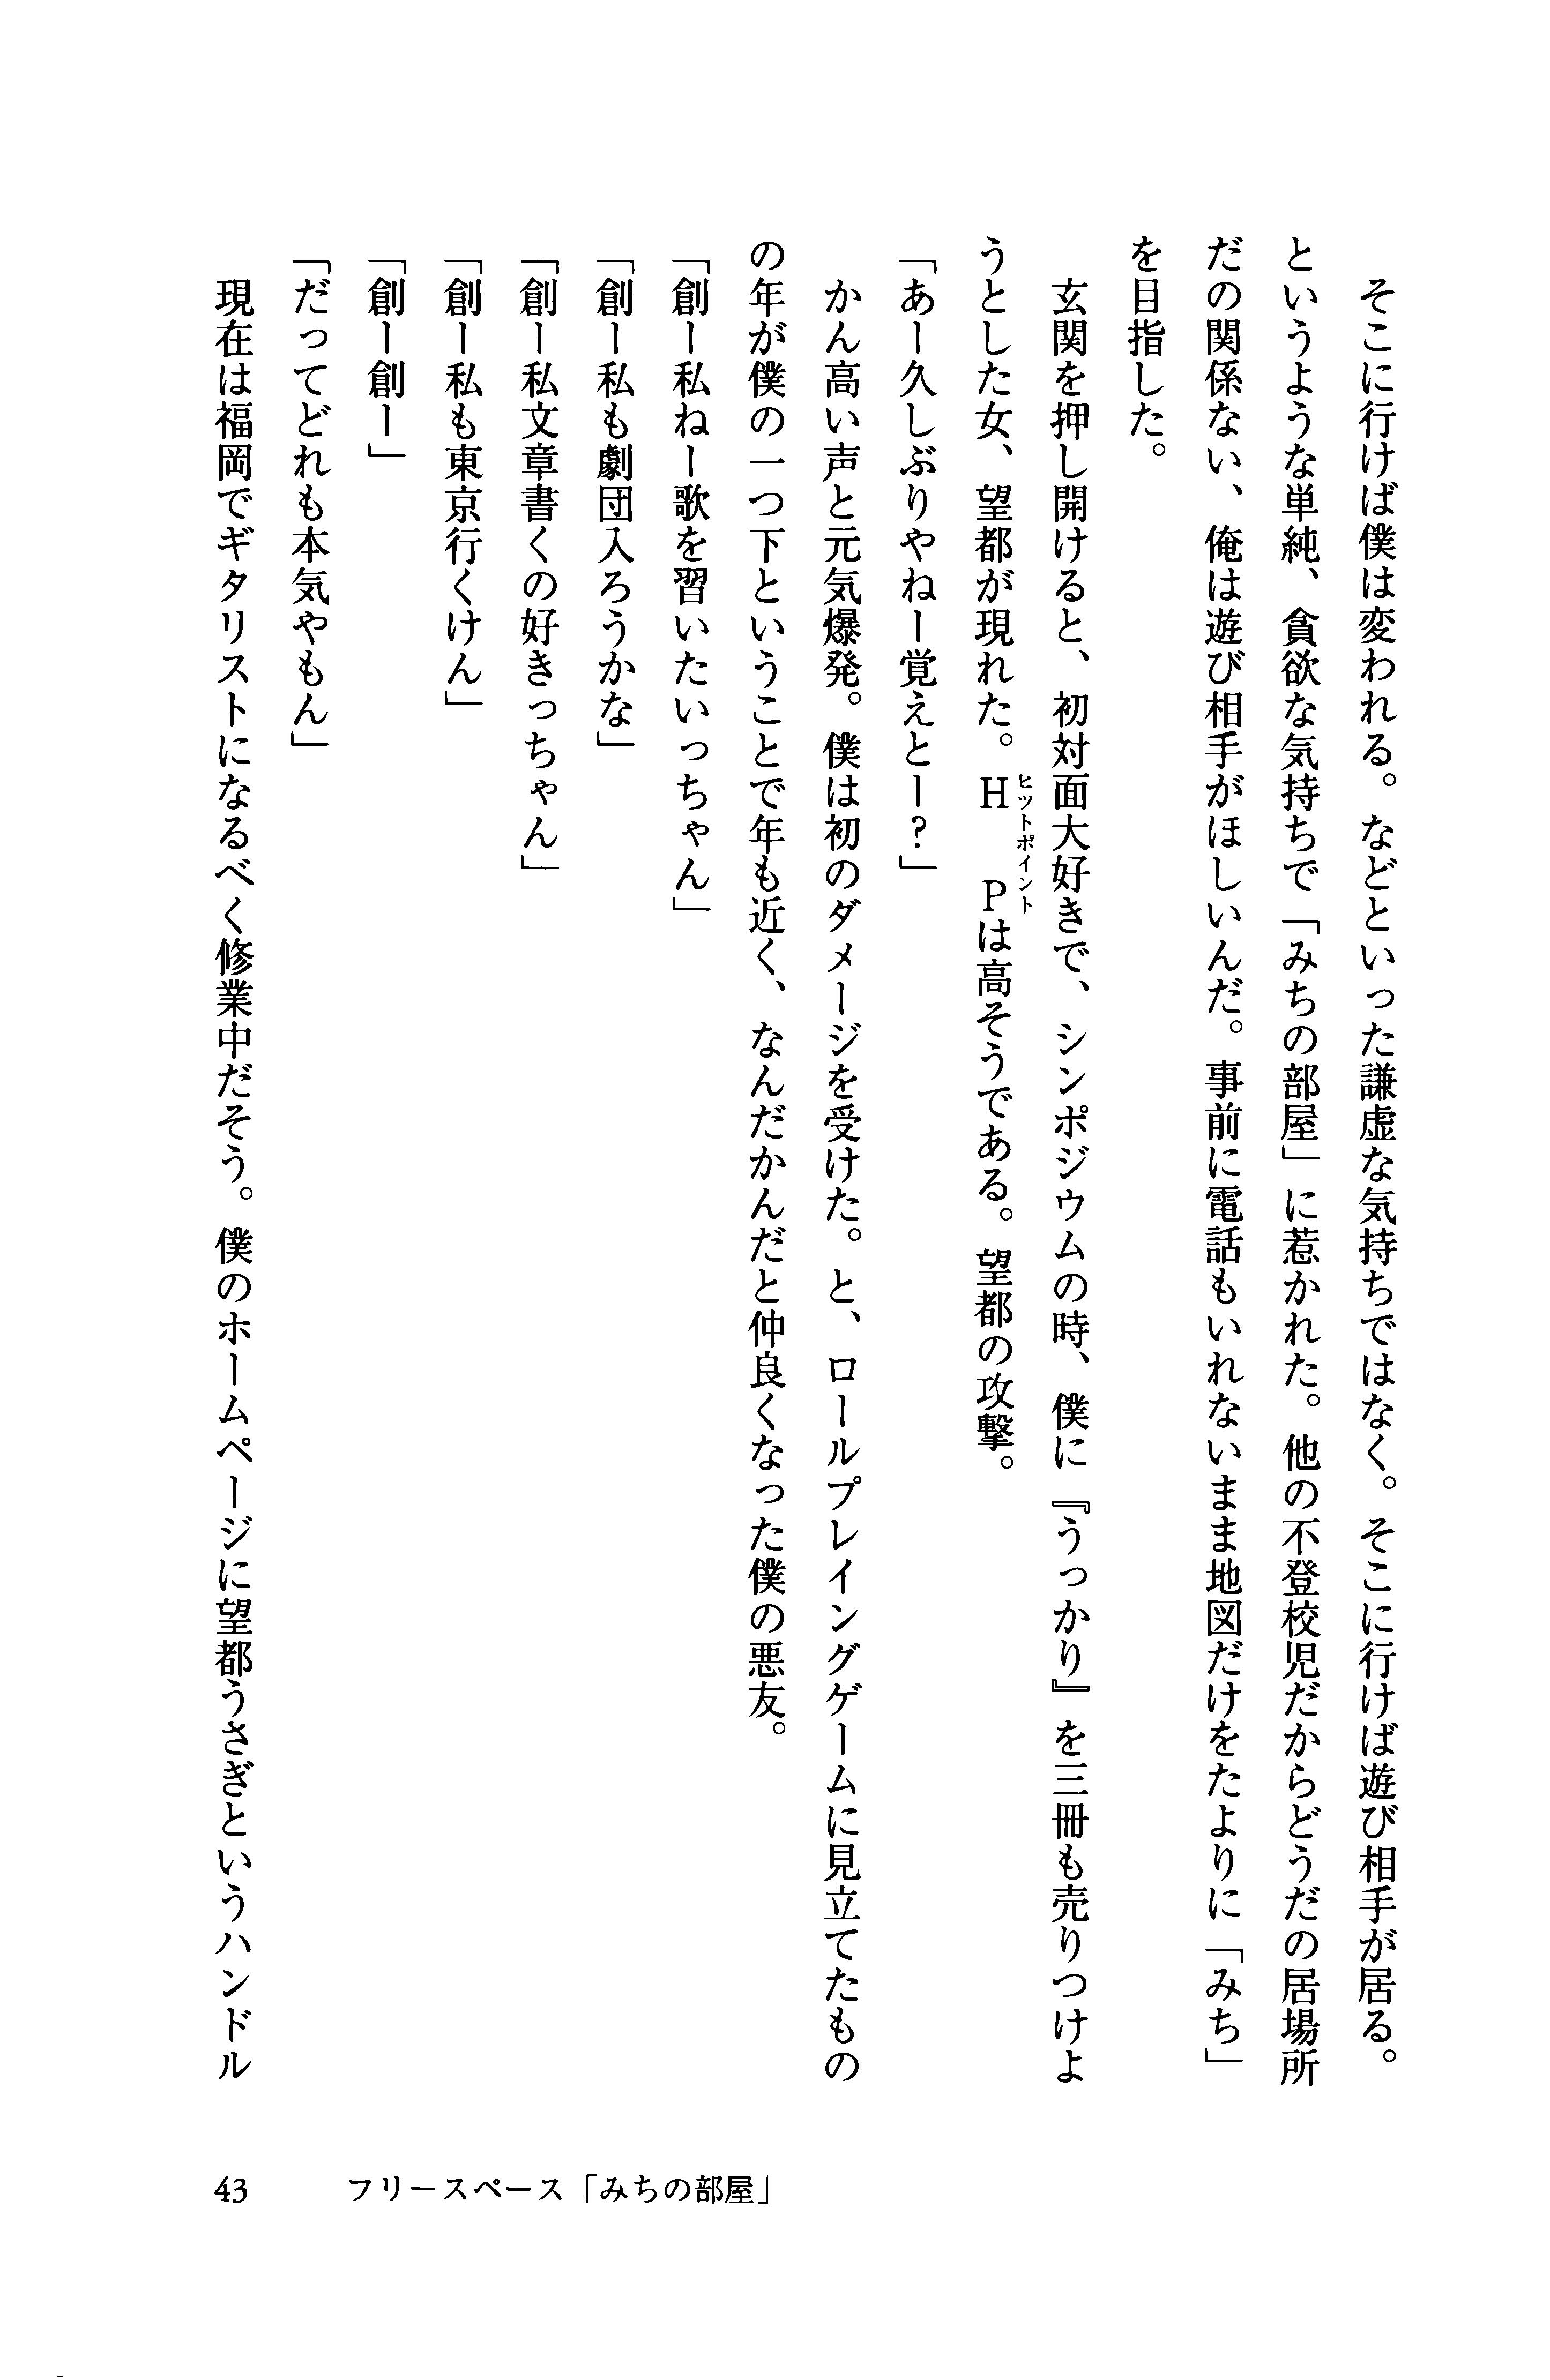 そこに行けば僕は変われる。などといった謙虚な気持ちではなく。そこに行けば遊び相手が居る。
というような単純、貪欲な気持ちで「みちの部屋」に惹かれた。他の不登校児だからどうだの居場所
だの関係ない、俺は遊び相手がほしいんだ。事前に電話もいれないまま地図だけをたよりに「みち」
を目指した。
玄関を押し開けると、初対面大好きで、シンポジウムの時、僕に『うっかり』を三冊も売りつけよ
うとした女、望都が現れた。HPは高そうである。望都の攻撃。
ヒットポイント
「あー久しぶりやねー覚えとー?」
かん高い声と元気爆発。僕は初のダメージを受けた。と、ロールプレイングゲームに見立てたもの
の年が僕の一つ下ということで年も近く、なんだかんだと仲良くなった僕の悪友。
「創ー私ねー歌を習いたいっちゃん」
「創ー私も劇団入ろうかな」
「創ー私文章書くの好きっちゃん」
「創ー私も東京行くけん」
「創ー創ー」
「だってどれも本気やもん」
現在は福岡でギタリストになるべく修業中だそう。僕のホームページに望都うさぎというハンドル
43 フリースペース「みちの部屋」